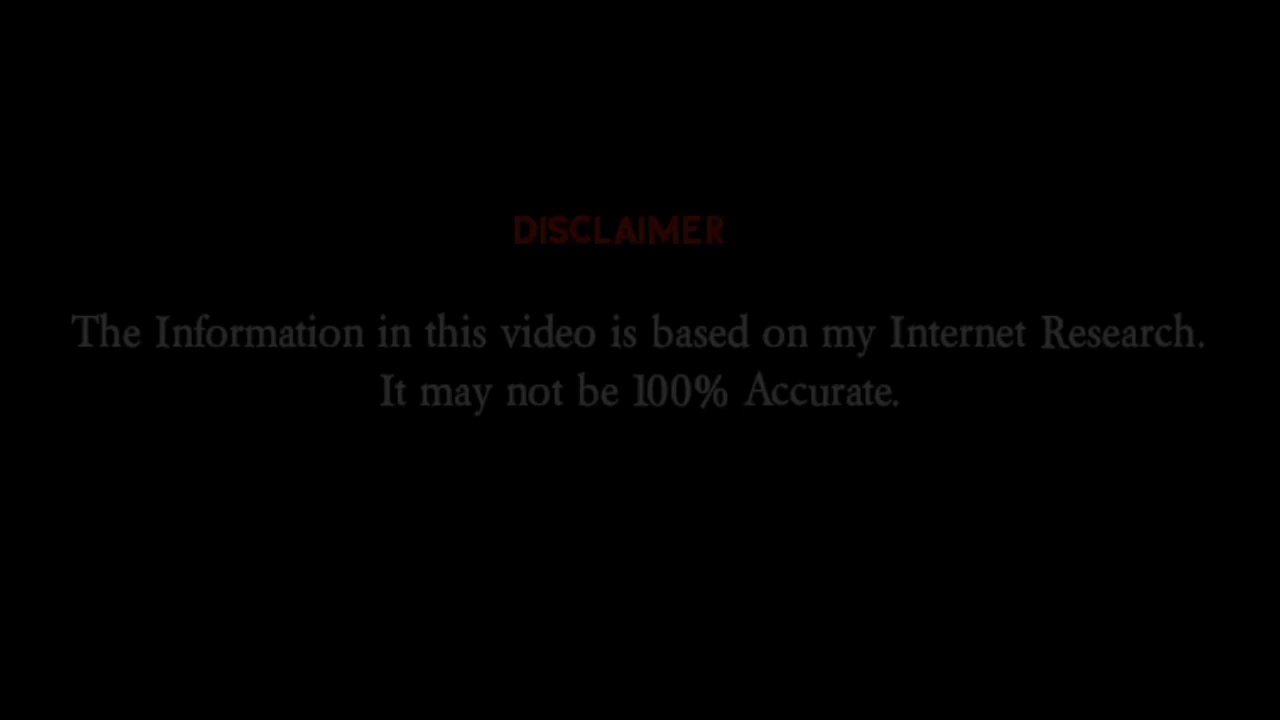 DISCLAIMER
The Information in this video is based on my Internet Research.
It may not be 100% Accurate.